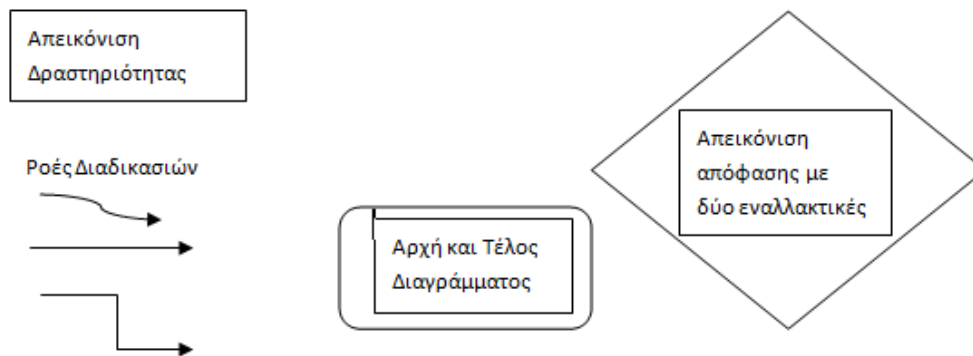 Απεικόνιση
Δραστηριότητας
Ροές Διαδικασιών
Αρχή και Τέλος
Διαγράμματος
Απεικόνιση
απόφασης με
δύο εναλλακτικές